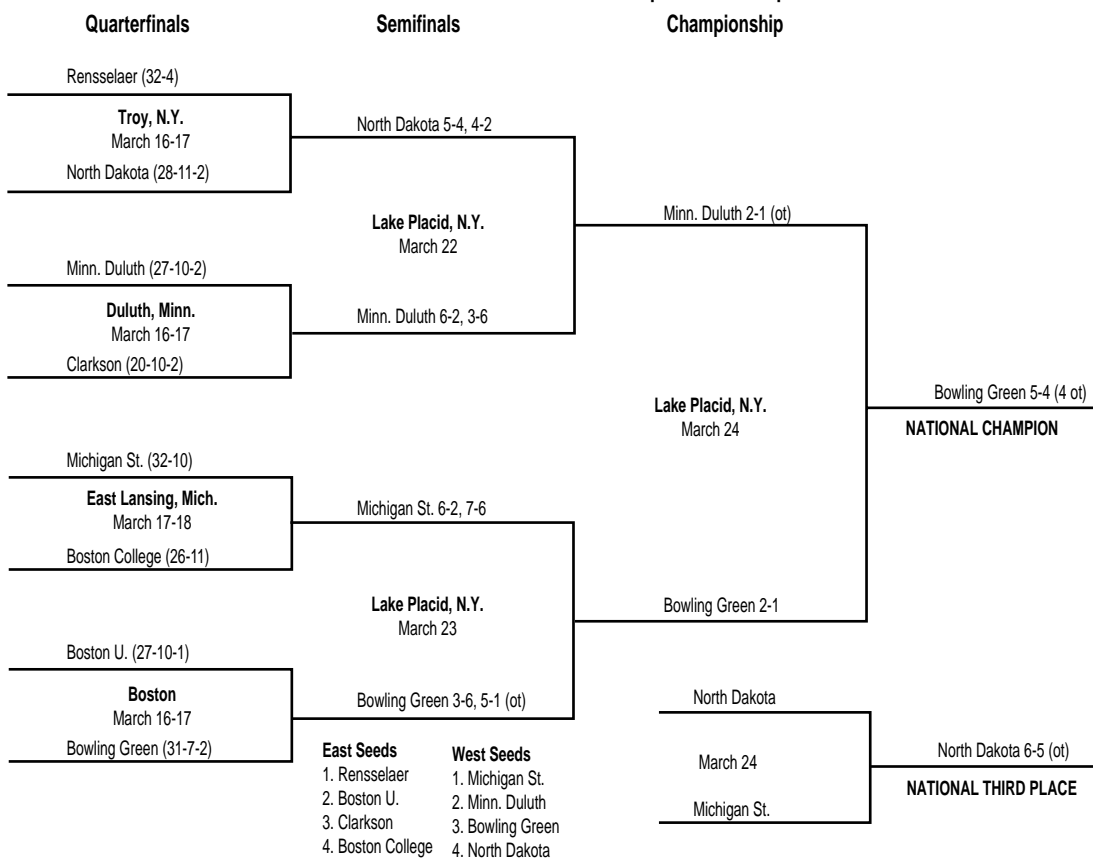 Quarterfinals
Semifinals
Championship
Rensselaer (32-4)
Troy, N.Y.
March 16-17
North Dakota (28-11-2)
Minn. Duluth (27-10-2)
Duluth, Minn.
March 16-17
Clarkson (20-10-2)
Michigan St. (32-10)
East Lansing, Mich.
March 17-18
Boston College (26-11)
Boston U. (27-10-1)
Boston
March 16-17
Bowling Green (31-7-2)
North Dakota 5-4, 4-2
Lake Placid, N.Y.
March 22
Minn. Duluth 6-2, 3-6
Michigan St. 6-2, 7-6
Lake Placid, N.Y.
March 23
Bowling Green 3-6, 5-1 (ot)
Minn. Duluth 2-1 (ot)
Lake Placid, N.Y.
March 24
Bowling Green 2-1
Bowling Green 5-4 (4 ot)
NATIONAL CHAMPION
East Seeds
1. Rensselaer
2. Boston U.
3. Clarkson
4. Boston College
West Seeds
1. Michigan St.
2. Minn. Duluth
3. Bowling Green
4. North Dakota
North Dakota
March 24
Michigan St.
North Dakota 6-5 (ot)
NATIONAL THIRD PLACE